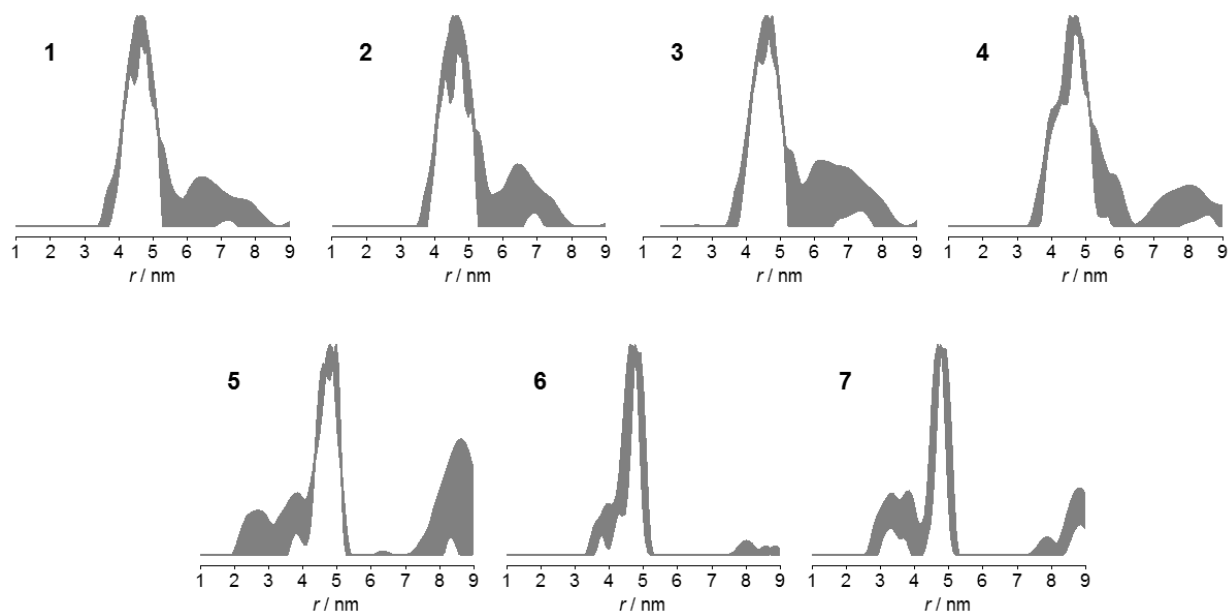 1 2 3 4
1 2 3 4 5 6 7 8 9 1 2 3 4 5 6 7 8 9 1 2 3 4 5 6 7 8 9 1 2 3 4 5 6 7 8 9
r / nm r / nm r / nm r / nm
5 6 7
1 2 3 4 5 6 7 8 9 1 2 3 4 5 6 7 8 9 1 2 3 4 5 6 7 8 9
r / nm r / nm r / nm